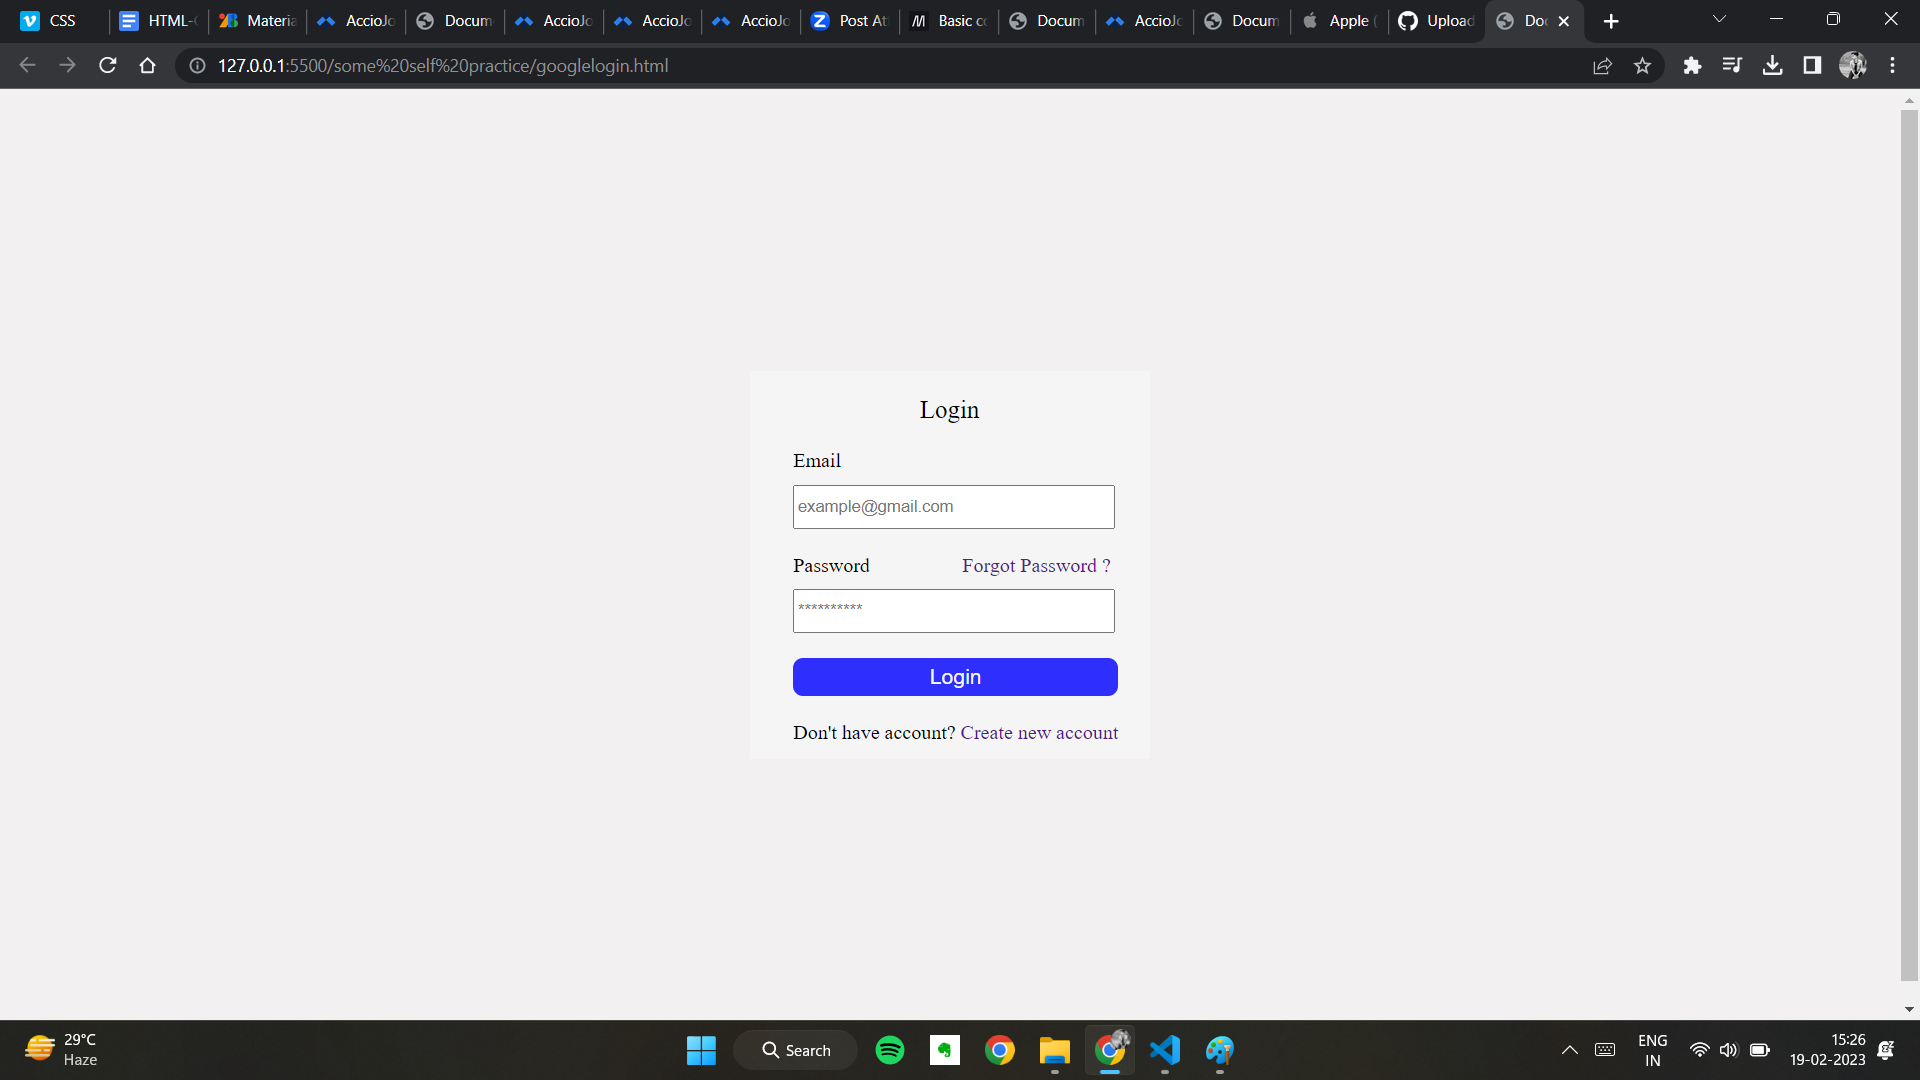 CSS HTML- Materia AccioJo Docum AccioJo AccioJo AccioJo Post At Basic co Docum AccioJo Docum Apple ( Upload Doc
127.0.0.1:5500/some%20self%20practice/googlelogin.html
Login
Email
example@gmail.com
Password Forgot Password ?
**********
Login
Don't have account? Create new account
29°C
Haze
Search
ENG
IN
15:26
19-02-2023